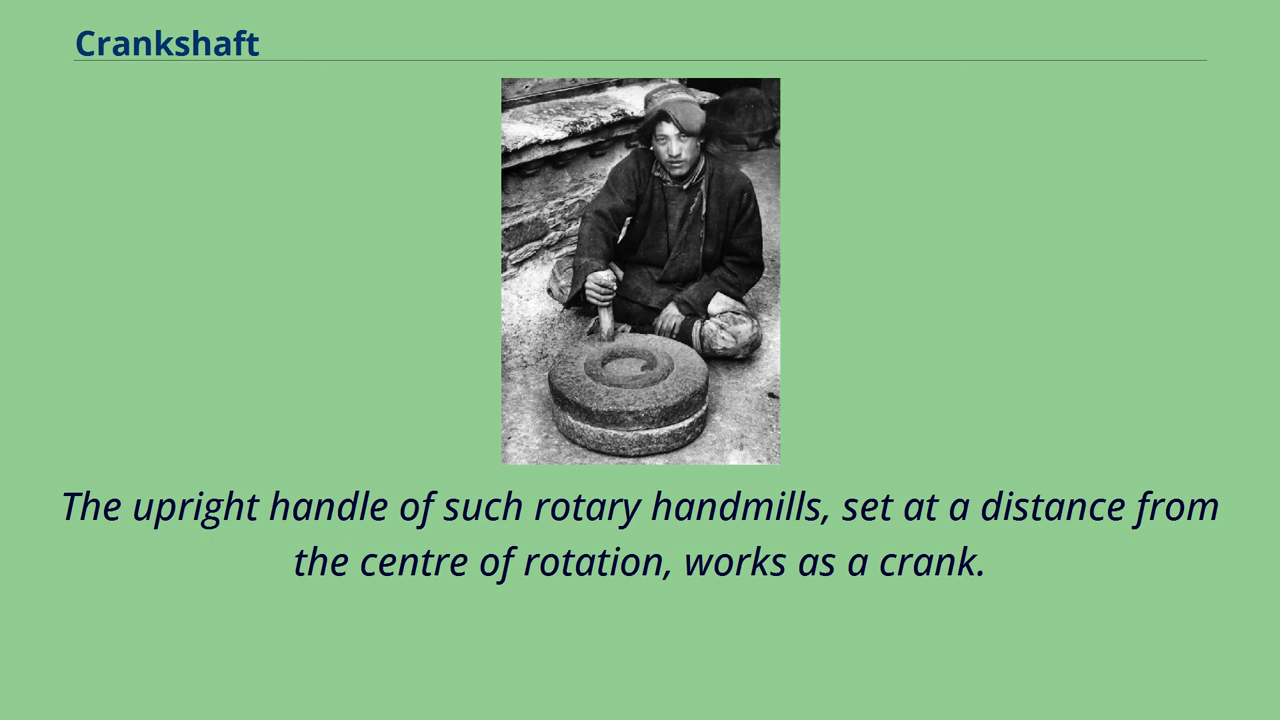 Crankshaft
The upright handle of such rotary handmills, set at a distance from
the centre of rotation, works as a crank.